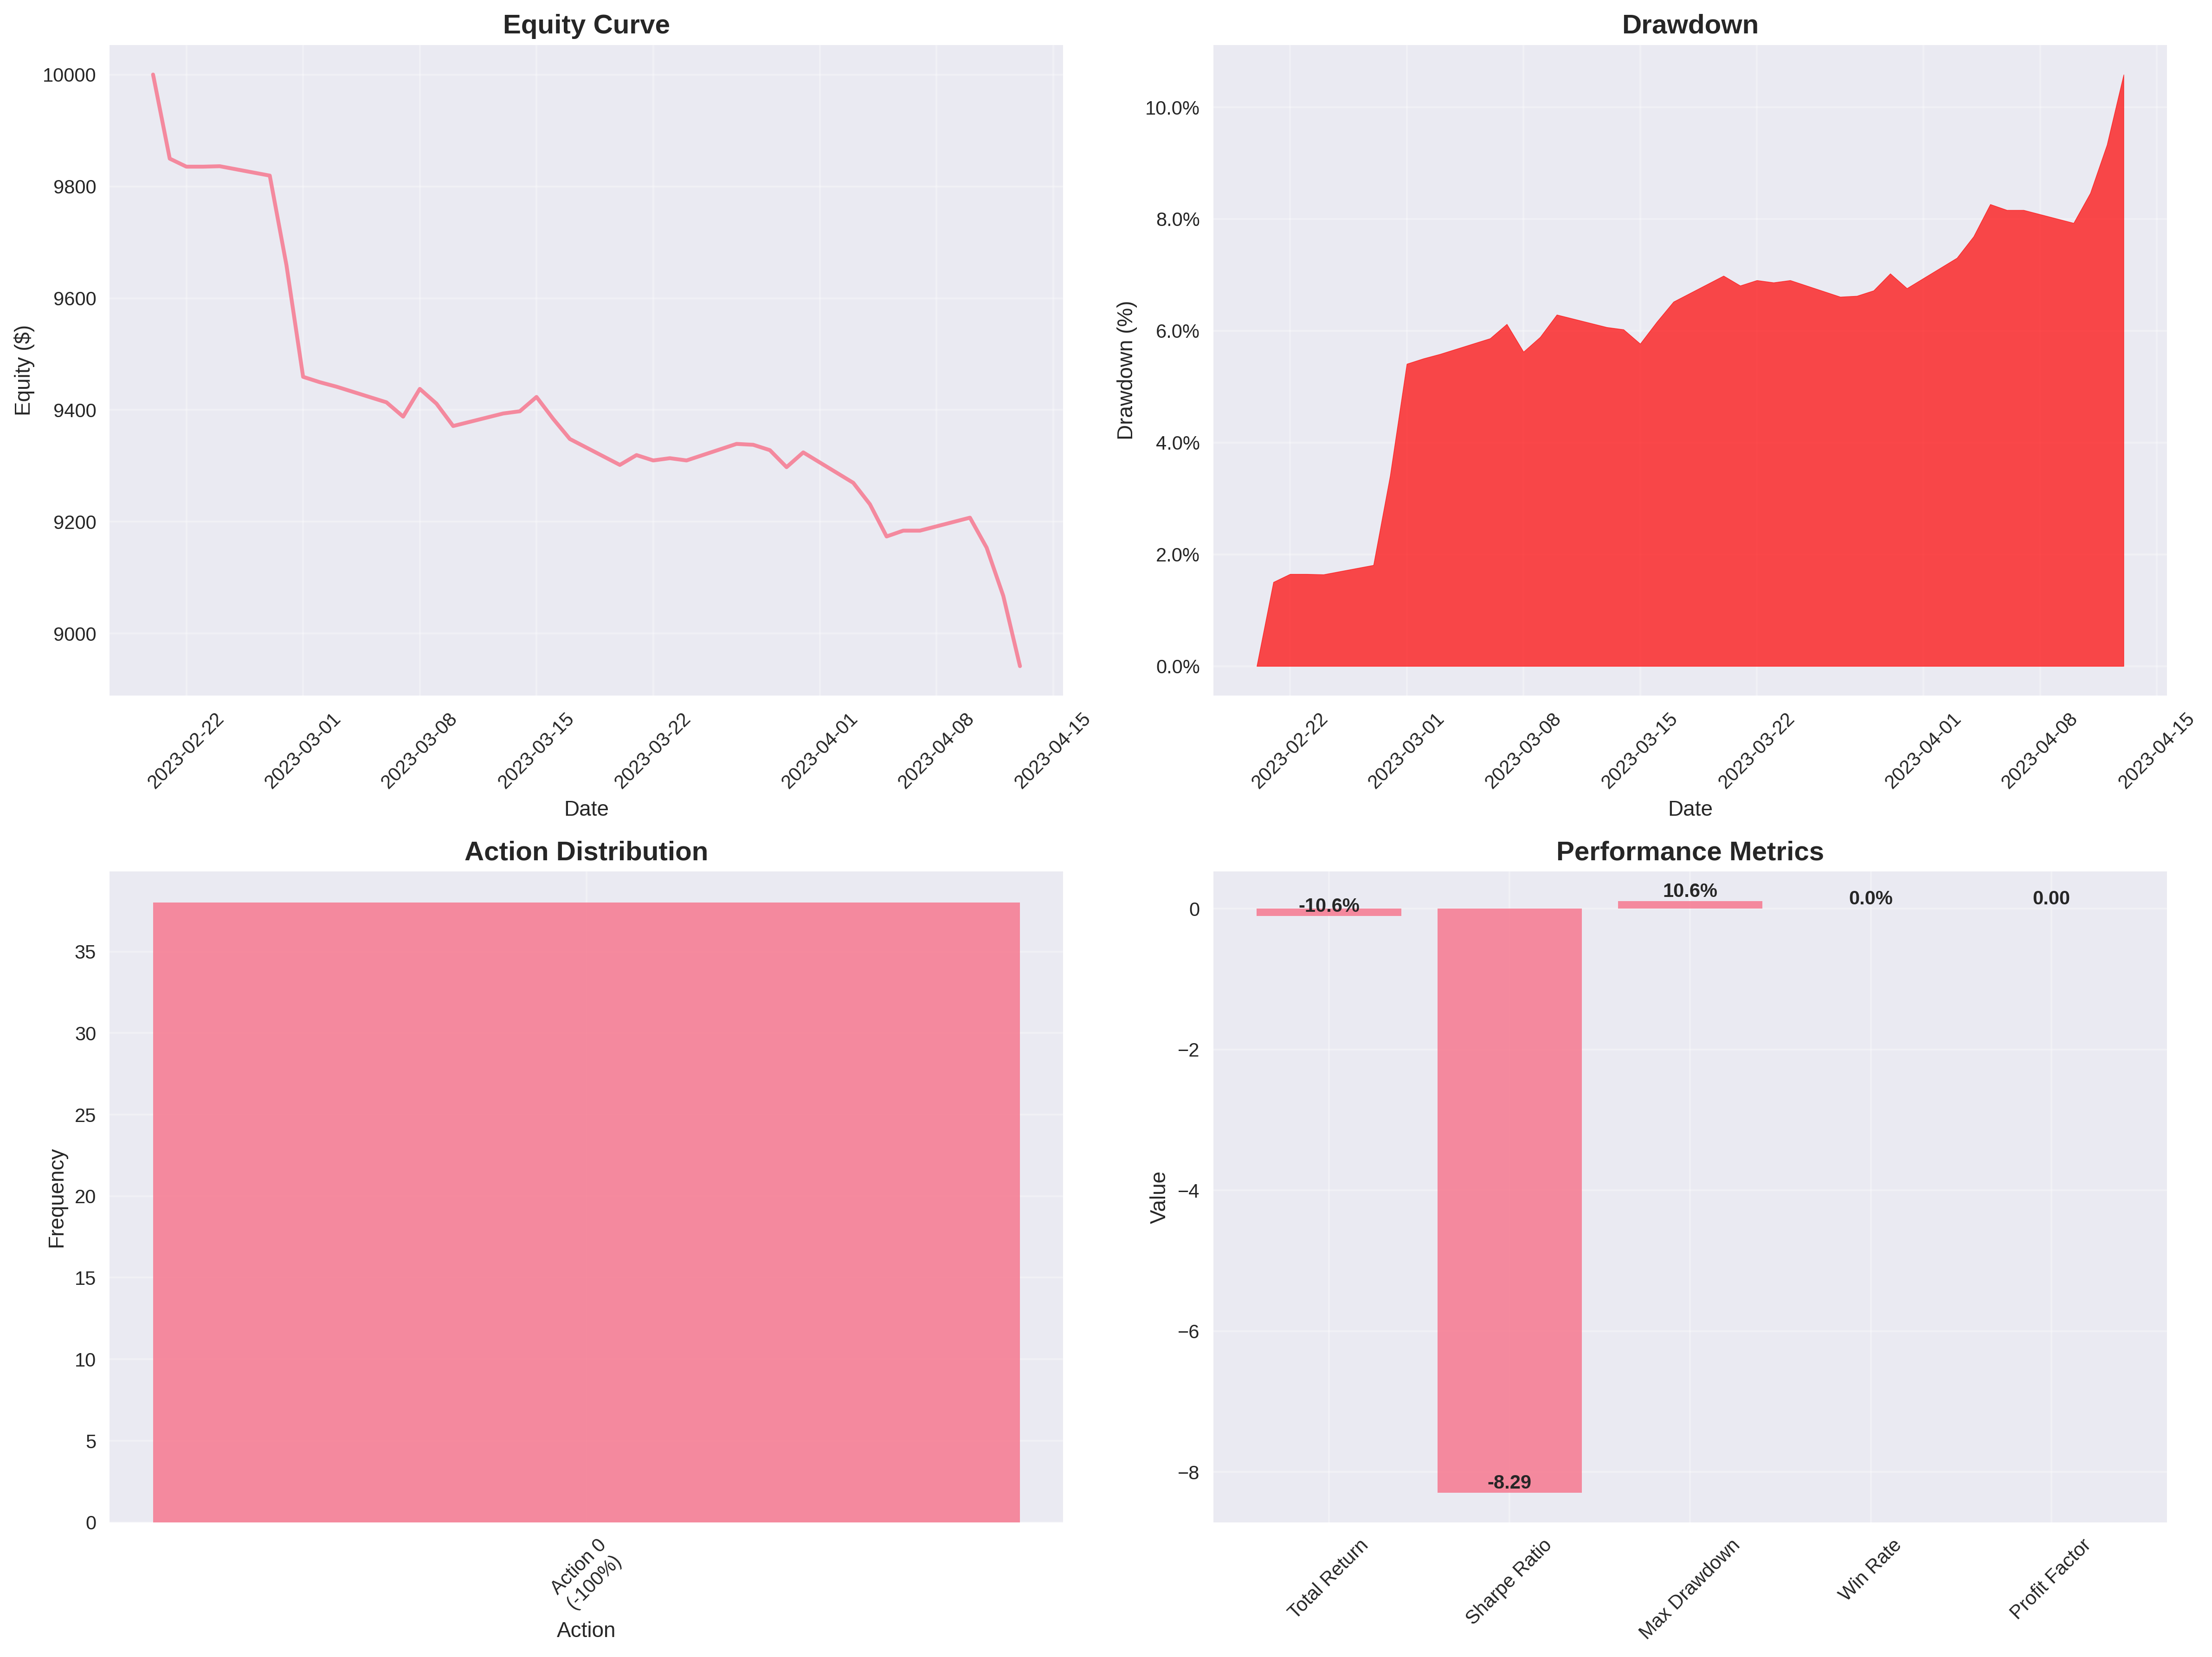 Equity Curve
10000
9800
9600
9400
9200
9000
Equity ($)
2023-02-22
2023-03-01
2023-03-08
2023-03-15
2023-03-22
2023-04-01
2023-04-08
2023-04-15
Date
Drawdown
10.0%
8.0%
6.0%
4.0%
2.0%
0.0%
Drawdown (%)
2023-02-22
2023-03-01
2023-03-08
2023-03-15
2023-03-22
2023-04-01
2023-04-08
2023-04-15
Date
Action Distribution
35
30
25
20
15
10
5
0
Frequency
Action 0
(-100%)
Action
Performance Metrics
0
−2
−4
−6
−8
Value
-10.6%
-8.29
10.6%
0.0%
0.00
Total Return
Sharpe Ratio
Max Drawdown
Win Rate
Profit Factor